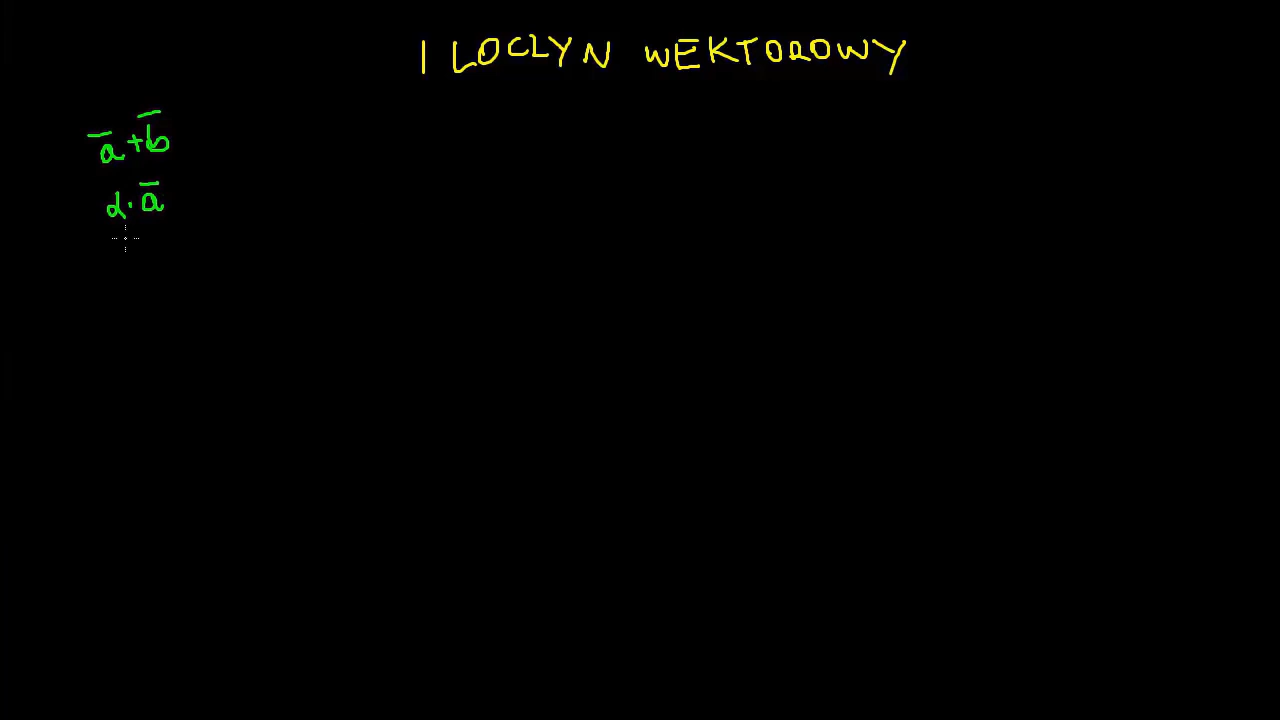 ILOCZYN WEKTOROWY
a̅ + b̅
α · a̅